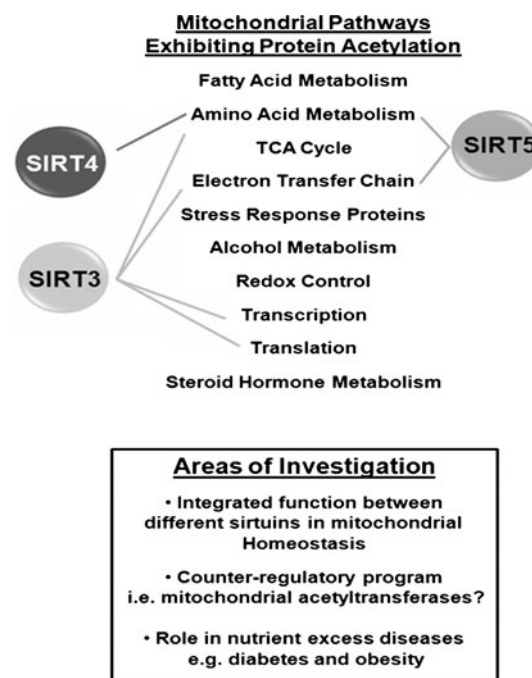 Mitochondrial Pathways
Exhibiting Protein Acetylation
Fatty Acid Metabolism
Amino Acid Metabolism
SIRT4
TCA Cycle
SIRT5
Electron Transfer Chain
Stress Response Proteins
Alcohol Metabolism
SIRT3
Redox Control
Transcription
Translation
Steroid Hormone Metabolism
Areas of Investigation
• Integrated function between
different sirtuins in mitochondrial
Homeostasis
• Counter-regulatory program
i.e. mitochondrial acetyltransferases?
• Role in nutrient excess diseases
e.g. diabetes and obesity